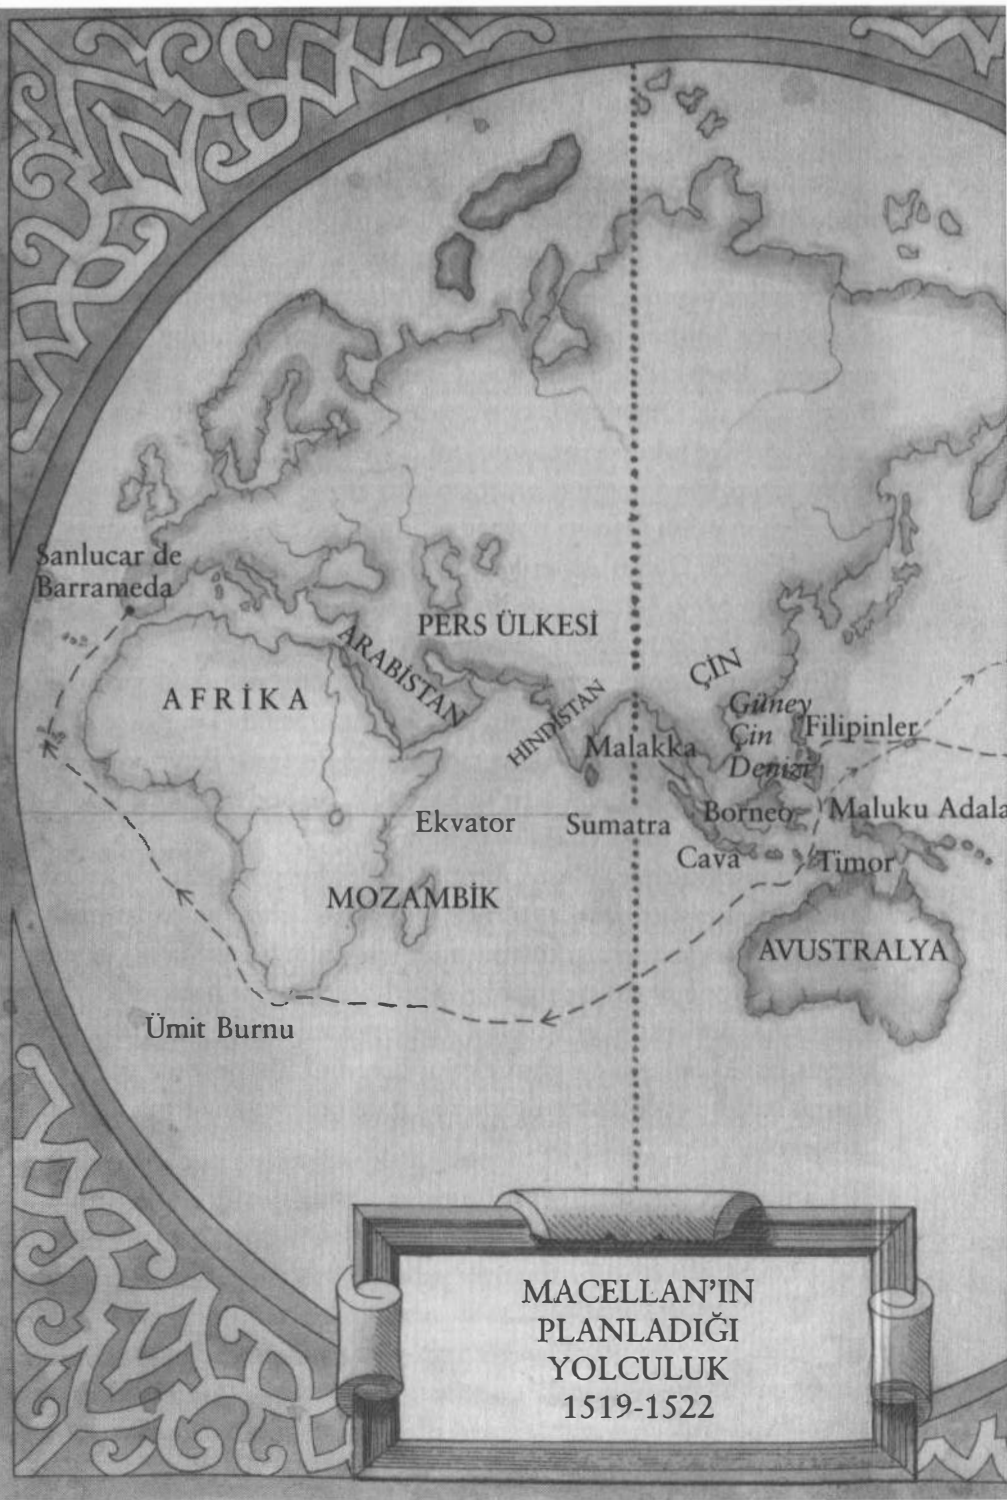 Sanlucar de
Barrameda
PERS ÜLKESİ
ARABİSTAN
AFRİKA
ÇİN
HİNDİSTAN
Güney
Çin
Denizi
Filipinler
Malakka
Ekvator
Sumatra
Borneo
Maluku Adala
Cava
Timor
MOZAMBİK
AVUSTRALYA
Ümit Burnu
MACELLAN'IN
PLANLADIĞI
YOLCULUK
1519-1522